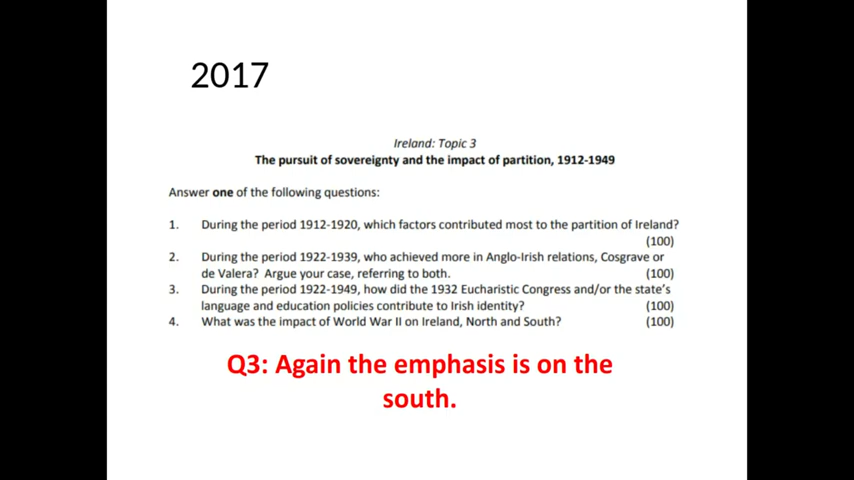 2017
Ireland: Topic 3
The pursuit of sovereignty and the impact of partition, 1912-1949
Answer one of the following questions:
1. During the period 1912-1920, which factors contributed most to the partition of Ireland?
(100)
2. During the period 1922-1939, who achieved more in Anglo-Irish relations, Cosgrave or
de Valera? Argue your case, referring to both. (100)
3. During the period 1922-1949, how did the 1932 Eucharistic Congress and/or the state's
language and education policies contribute to Irish identity? (100)
4. What was the impact of World War II on Ireland, North and South? (100)
Q3: Again the emphasis is on the
south.